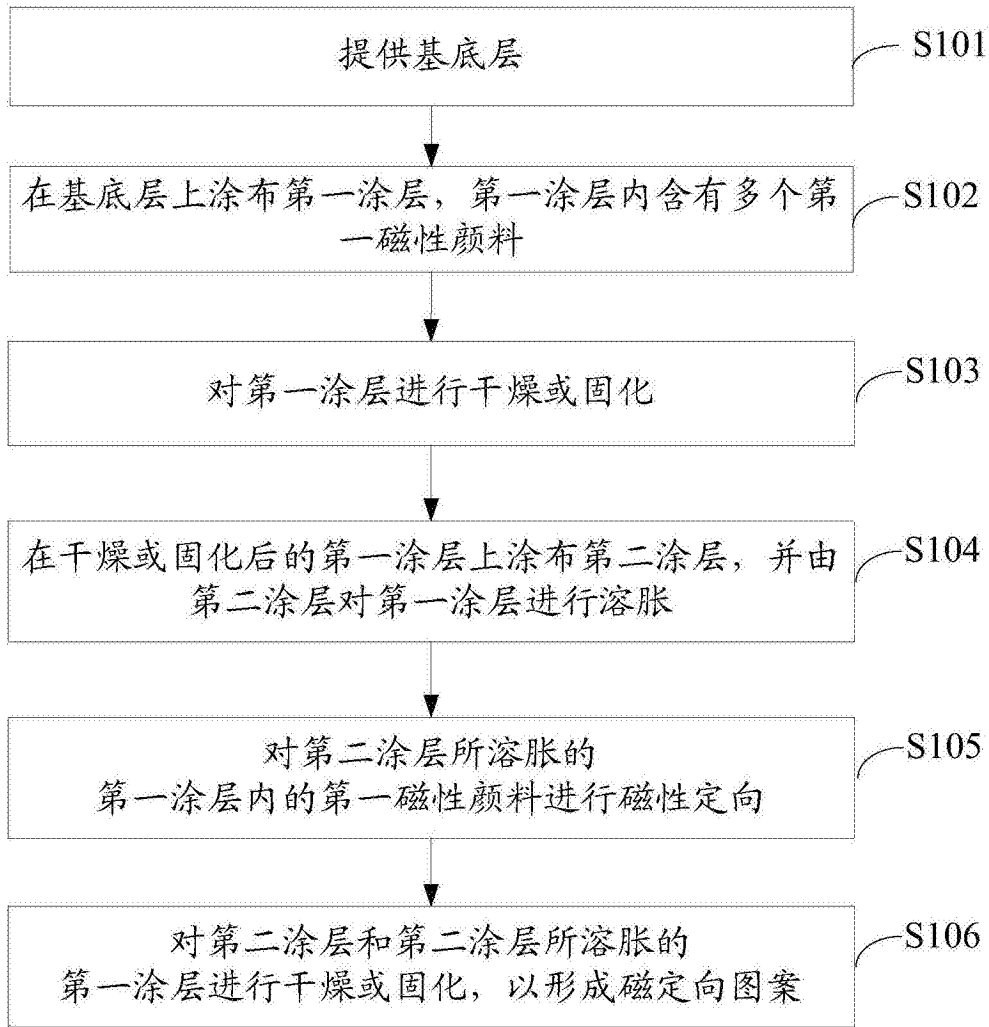 提供基底层
S101
在基底层上涂布第一涂层，第一涂层内含有多个第
一磁性颜料
S102
对第一涂层进行干燥或固化
S103
在干燥或固化后的第一涂层上涂布第二涂层，并由
第二涂层对第一涂层进行溶胀
S104
对第二涂层所溶胀的
第一涂层内的第一磁性颜料进行磁性定向
S105
对第二涂层和第二涂层所溶胀的
第一涂层进行干燥或固化，以形成磁定向图案
S106